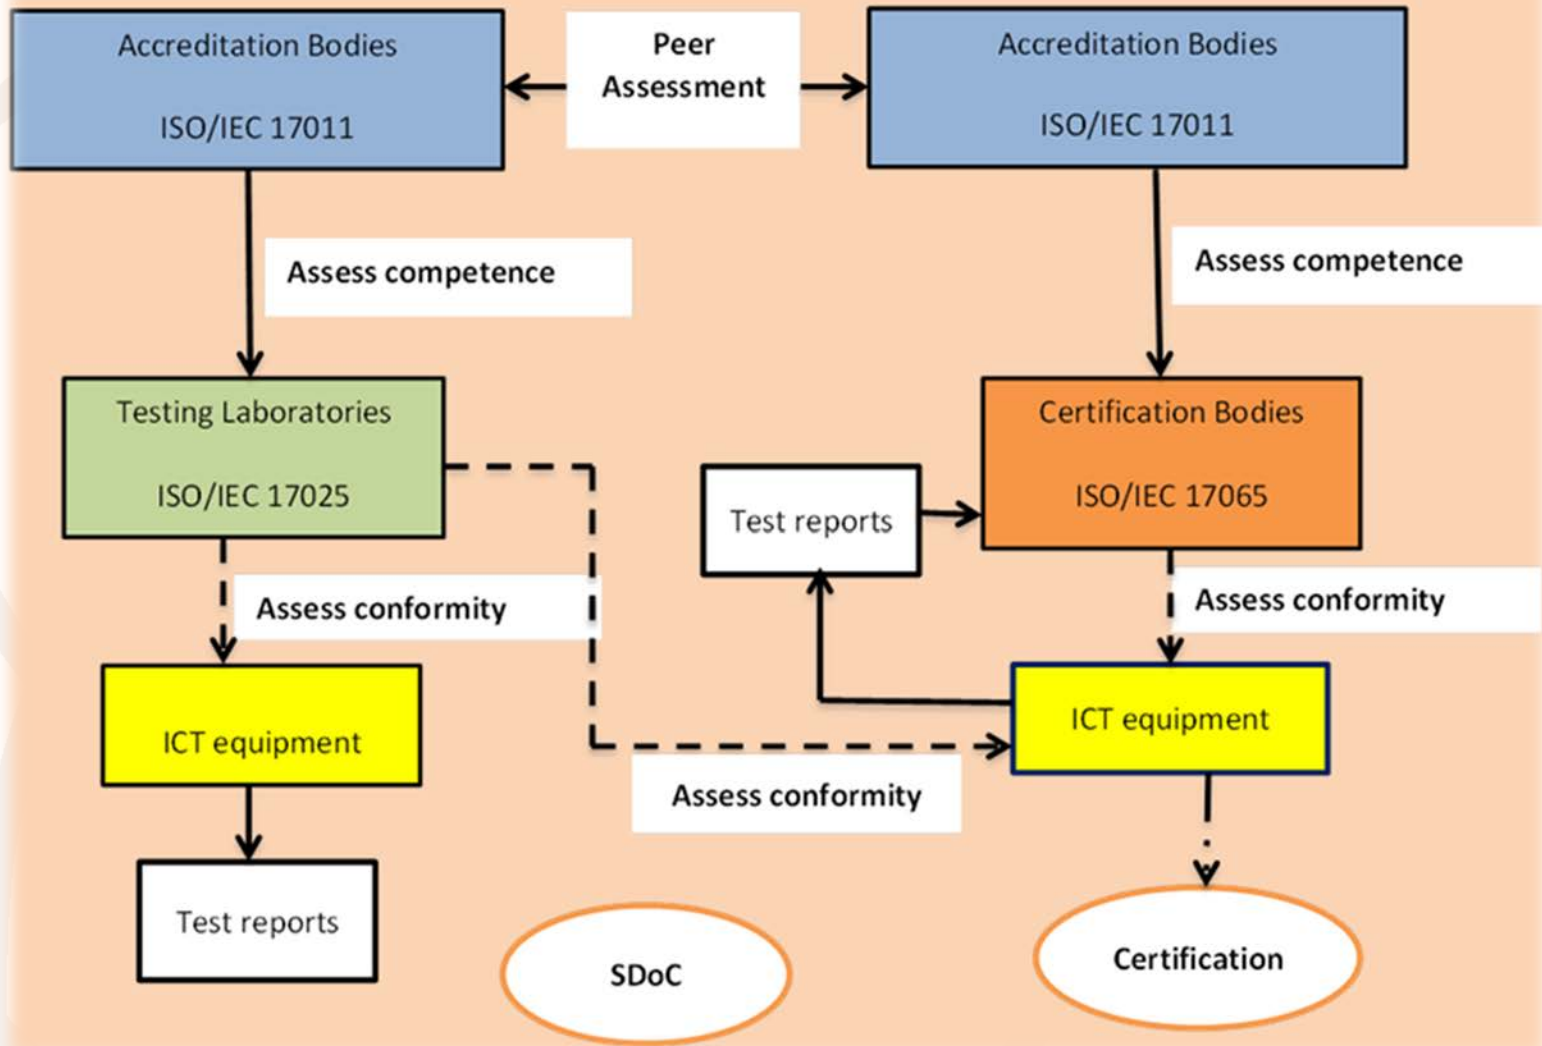 Accreditation Bodies
ISO/IEC 17011
Peer
Assessment
Accreditation Bodies
ISO/IEC 17011
Assess competence
Assess competence
Testing Laboratories
ISO/IEC 17025
Certification Bodies
ISO/IEC 17065
Test reports
Assess conformity
Assess conformity
ICT equipment
ICT equipment
Assess conformity
Test reports
SDoC
Certification